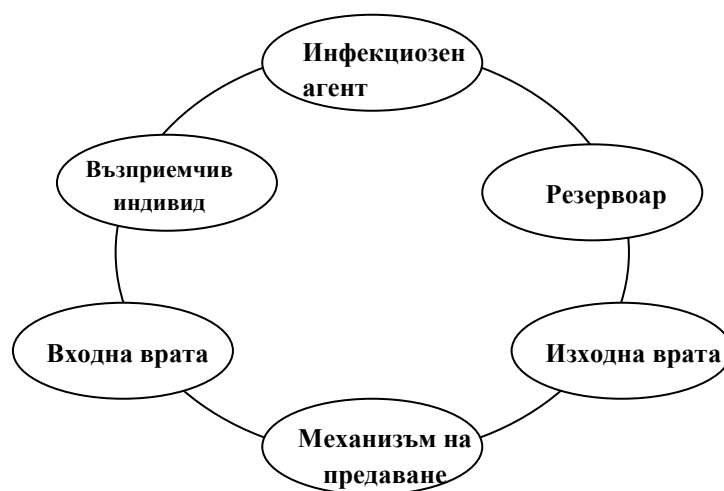 Инфекциозен
агент
Възприемчив
индивид
Резервоар
Входна врата
Изходна врата
Механизъм на
предаване